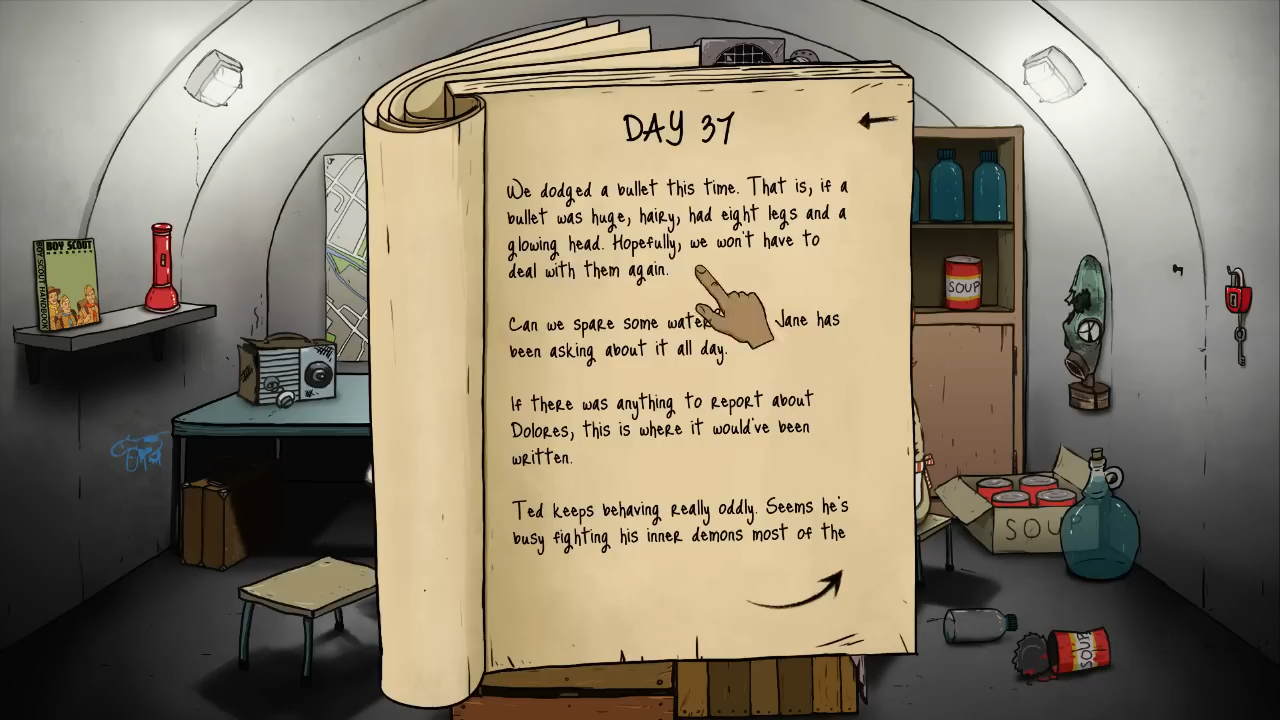 DAY 37
We dodged a bullet this time. That is, if a
bullet was huge, hairy, had eight legs and a
glowing head. Hopefully, we won't have to
deal with them again.
Can we spare some water Jane has
been asking about it all day.
If there was anything to report about
Dolores, this is where it would've been
written.
Ted keeps behaving really oddly. Seems he's
busy fighting his inner demons most of the
BOY SCOUT
HANDBOOK
BOY SCOUT HANDBOOK
SOUP
SOUP
SOUP